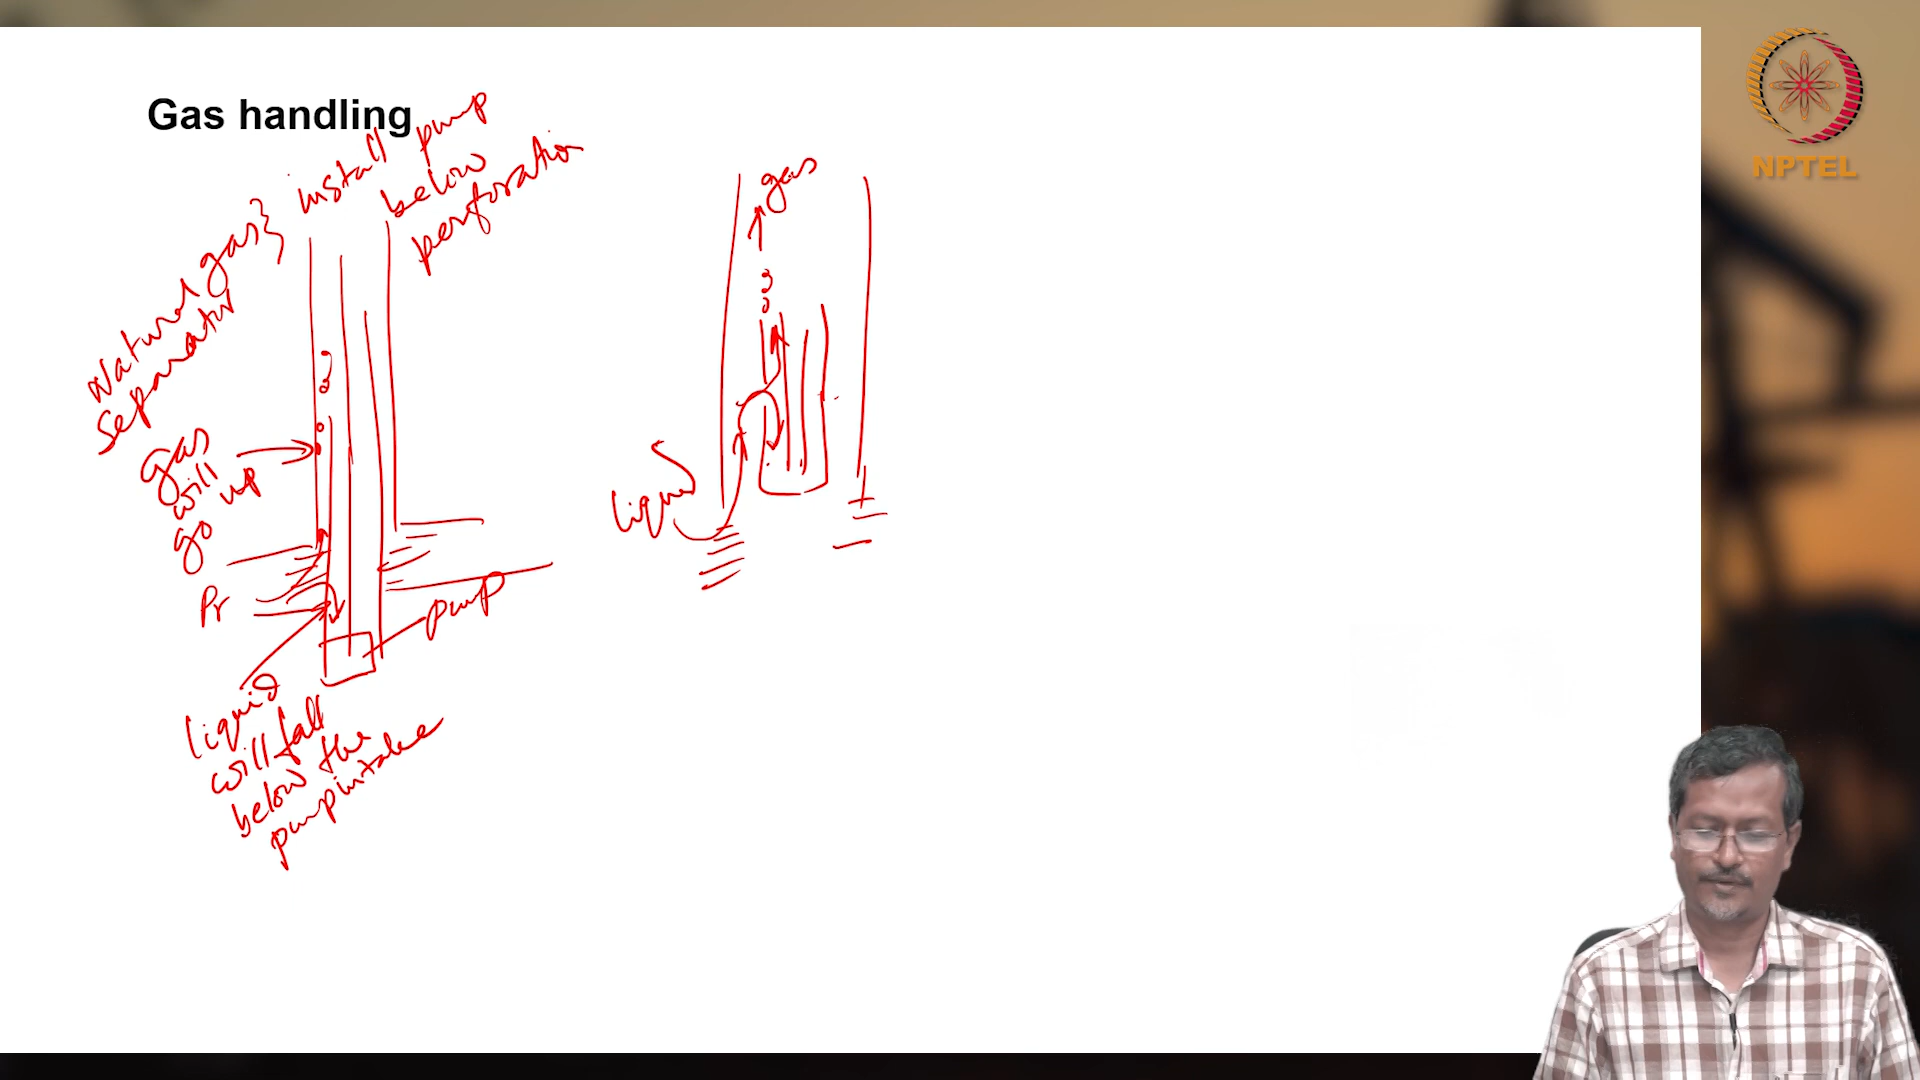 Gas handling
install pump
below
perforation
Natural gas }
separator
gas
will
go up
Pr
pump
liquid
will fall
below the
pump intake
gas
liquid
NPTEL